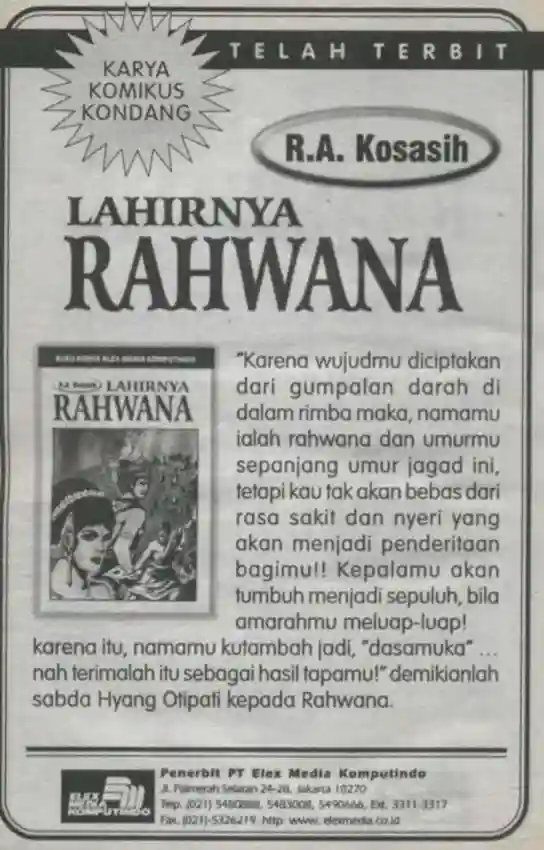 TELAH TERBIT
KARYA
KOMIKUS
KONDANG
R.A. Kosasih
LAHIRNYA
RAHWANA
"Karena wujudmu diciptakan
dari gumpalan darah di
dalam rimba maka, namamu
ialah rahwana dan umurmu
sepanjang umur jagad ini,
tetapi kau tak akan bebas dari
rasa sakit dan nyeri yang
akan menjadi penderitaan
bagimu!! Kepalamu akan
tumbuh menjadi sepuluh, bila
amarahmu meluap-luap!
karena itu, namamu kutambah jadi, "dasamuka" ...
nah terimalah itu sebagai hasil tapamu!" demikianlah
sabda Hyang Otipati kepada Rahwana.
BUKU KOMIK ELEX MEDIA KOMPUTINDO
R.A. Kosasih LAHIRNYA
RAHWANA
ELEX
MEDIA
KOMPUTINDO
Penerbit PT Elex Media Komputindo
Jl. Palmerah Selatan 24-28, Jakarta 10270
Telp. (021) 5480888, 5483008, 5490666, Ext. 3311-3317
Fax. (021)-5326219 http: www. elexmedia.co.id